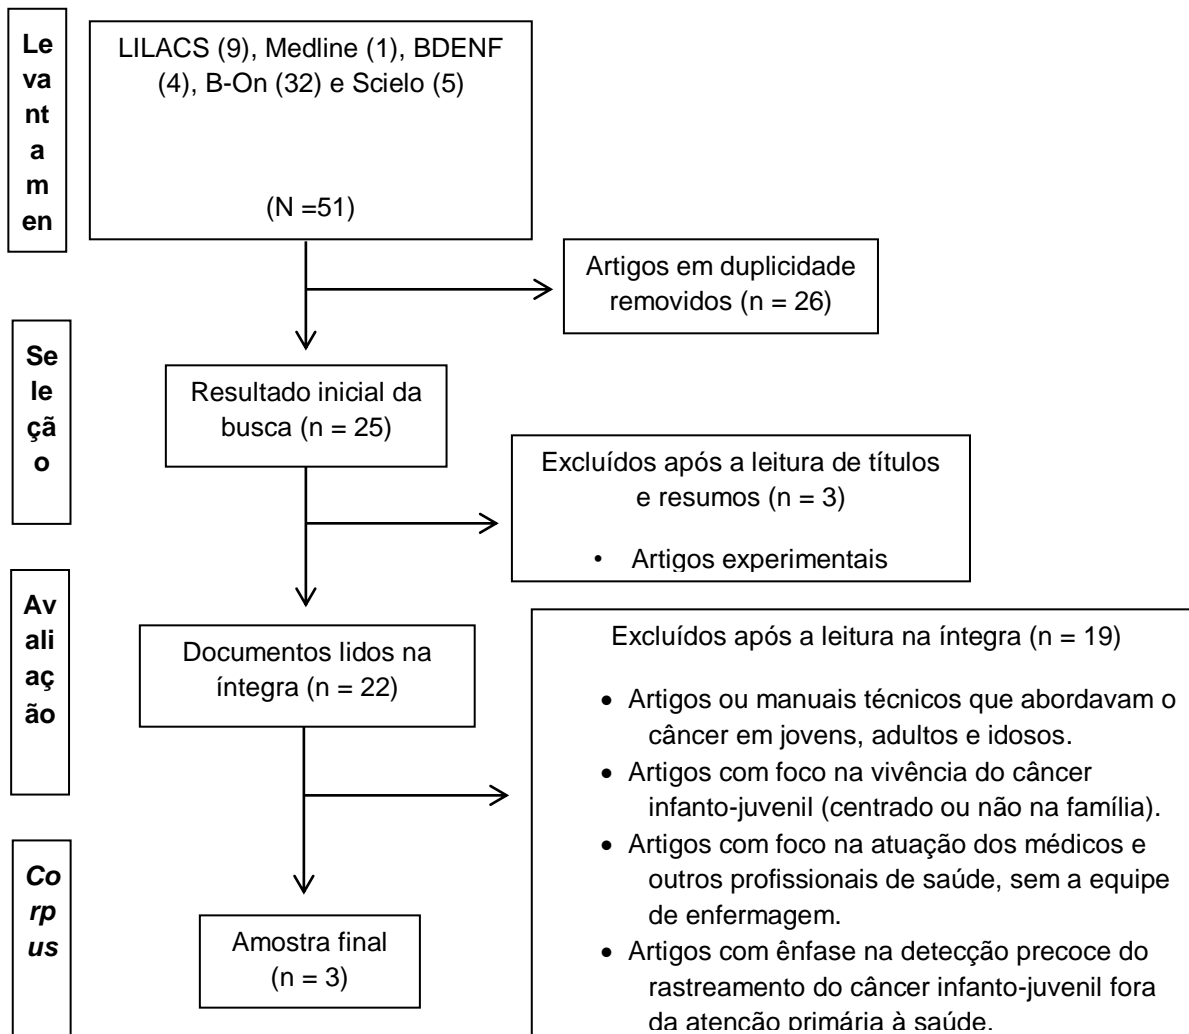 Le
va
nt
a
m
en
LILACS (9), Medline (1), BDENF
(4), B-On (32) e Scielo (5)
(N =51)
Artigos em duplicidade
removidos (n = 26)
Se
le
çã
o
Resultado inicial da
busca (n = 25)
Excluídos após a leitura de títulos
e resumos (n = 3)
• Artigos experimentais
Av
ali
aç
ão
Documentos lidos na
íntegra (n = 22)
Excluídos após a leitura na íntegra (n = 19)
• Artigos ou manuais técnicos que abordavam o
câncer em jovens, adultos e idosos.
• Artigos com foco na vivência do câncer
infanto-juvenil (centrado ou não na família).
• Artigos com foco na atuação dos médicos e
outros profissionais de saúde, sem a equipe
de enfermagem.
• Artigos com ênfase na detecção precoce do
rastreamento do câncer infanto-juvenil fora
da atenção primária à saúde.
Co
rp
us
Amostra final
(n = 3)